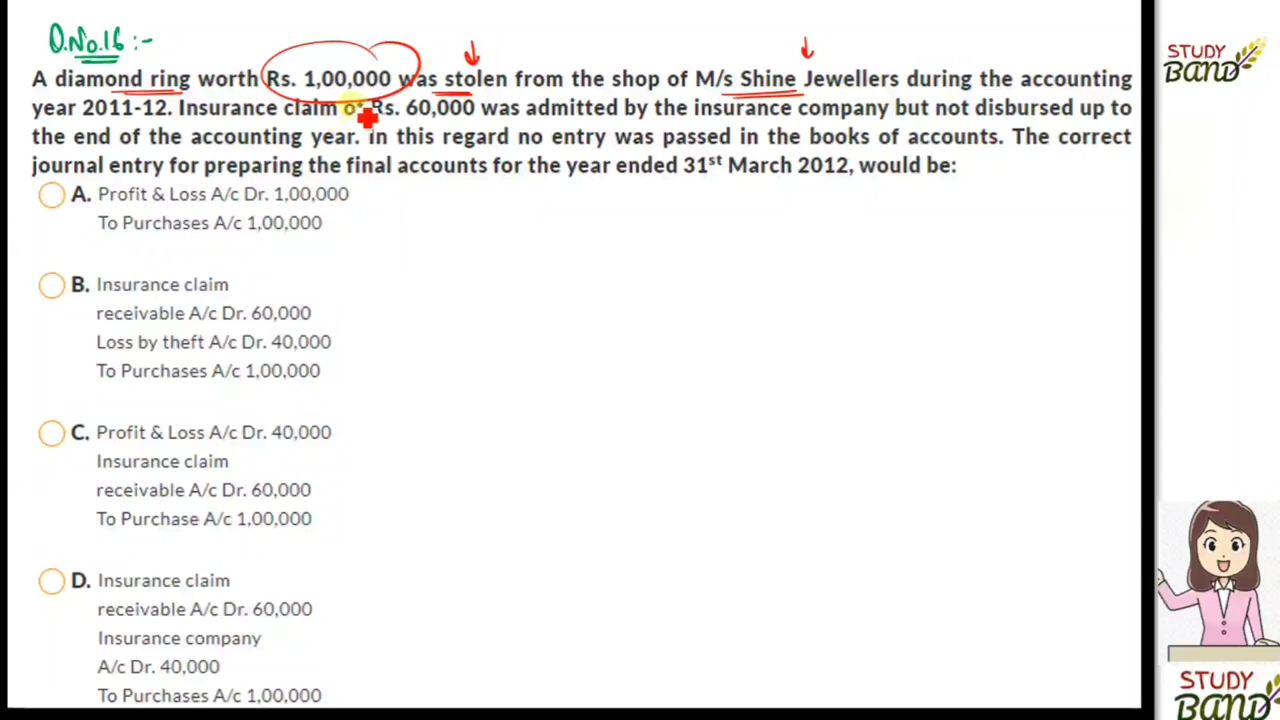 Q.No.16 :-
STUDY
BAND
A diamond ring worth Rs. 1,00,000 was stolen from the shop of M/s Shine Jewellers during the accounting
year 2011-12. Insurance claim of Rs. 60,000 was admitted by the insurance company but not disbursed up to
the end of the accounting year. In this regard no entry was passed in the books of accounts. The correct
journal entry for preparing the final accounts for the year ended 31st March 2012, would be:
A. Profit & Loss A/c Dr. 1,00,000
To Purchases A/c 1,00,000
B. Insurance claim
receivable A/c Dr. 60,000
Loss by theft A/c Dr. 40,000
To Purchases A/c 1,00,000
C. Profit & Loss A/c Dr. 40,000
Insurance claim
receivable A/c Dr. 60,000
To Purchase A/c 1,00,000
D. Insurance claim
receivable A/c Dr. 60,000
Insurance company
A/c Dr. 40,000
To Purchases A/c 1,00,000
STUDY
BAND